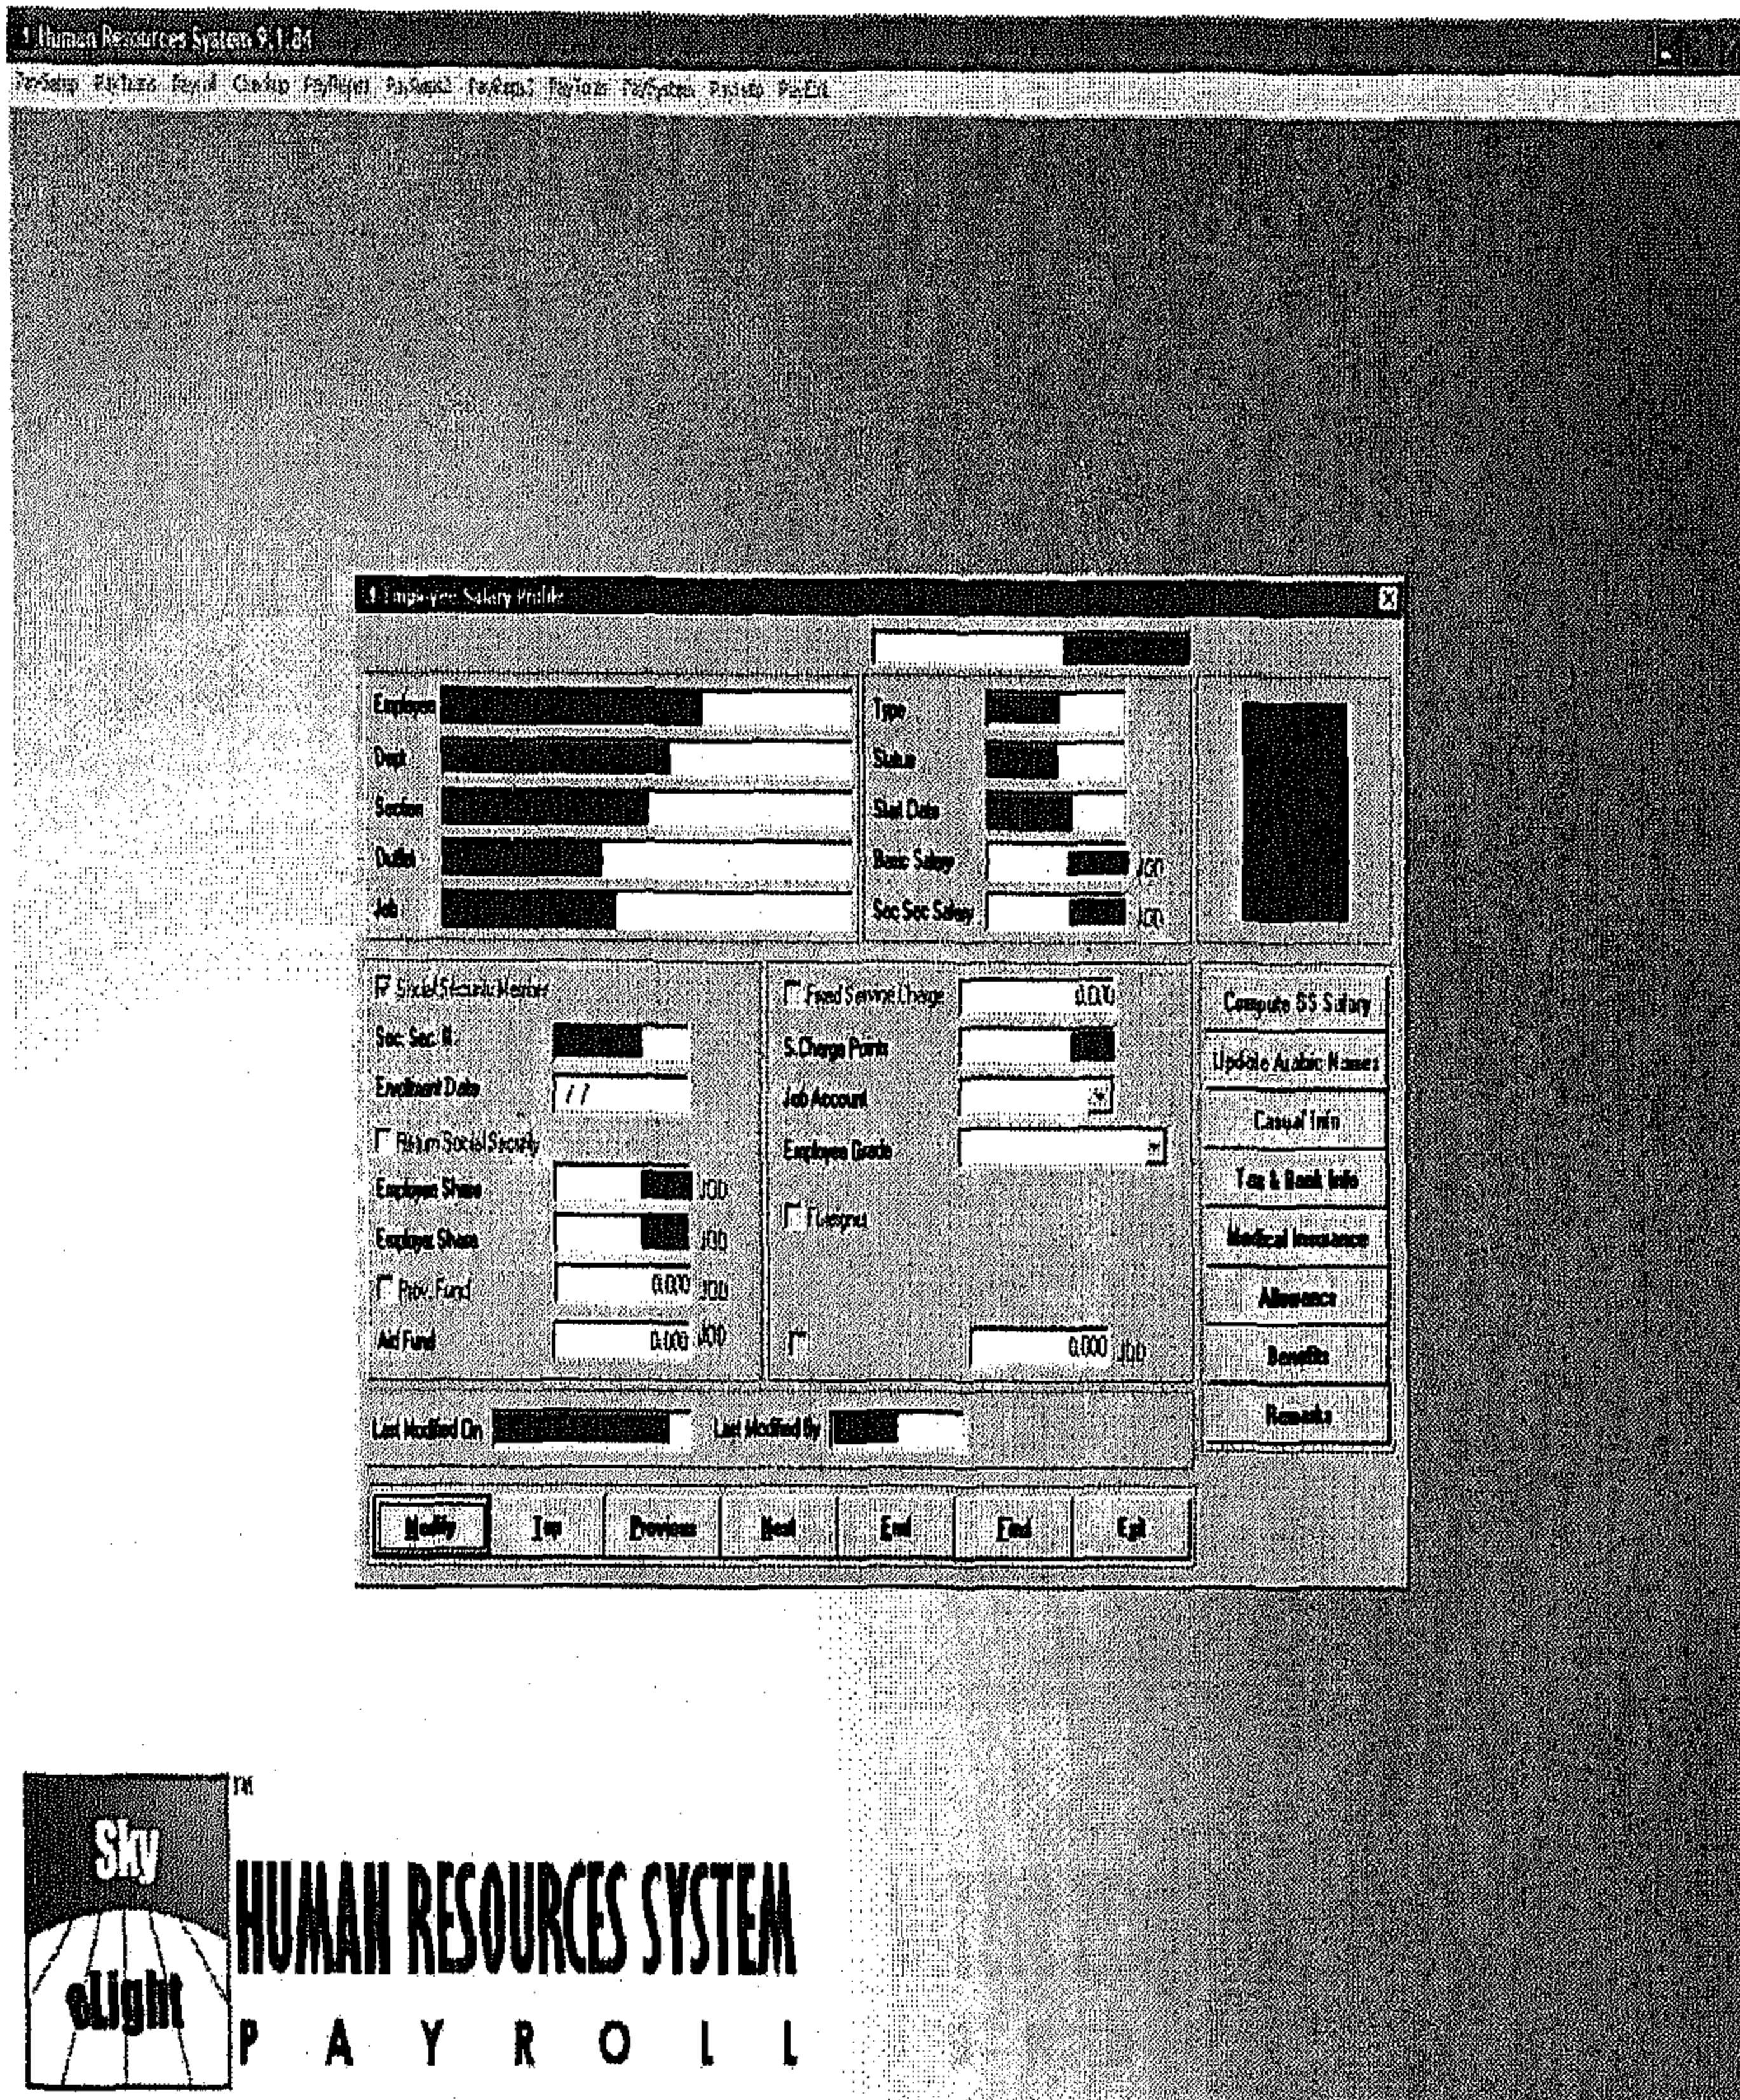 Human Resources System 9.1.84
Employee Salary Profile
Employee
Type
Dept
Status
Section
Start Date
Outlet
Basic Salary JOD
Job
Soc Sec Salary JOD
Social Security Member
Fixed Service Charge 0.000
Compute SS Salary
Soc. Sec. #
S.Charge Points
Update Arabic Names
Enrolment Date / /
Job Account
Casual Info
Return Social Security
Employee Grade
Tax & Bank Info
Employee Share JOD
Foreigner
Medical Insurance
Employer Share JOD
Prov. Fund 0.000 JOD
Allowance
Aid Fund 0.000 JOD
0.000 JOD
Benefits
Last Modified On
Last Modified By
Remarks
Modify Top Previous Next End Find Exit
TM
Sky
eLight
HUMAN RESOURCES SYSTEM
PAYROLL